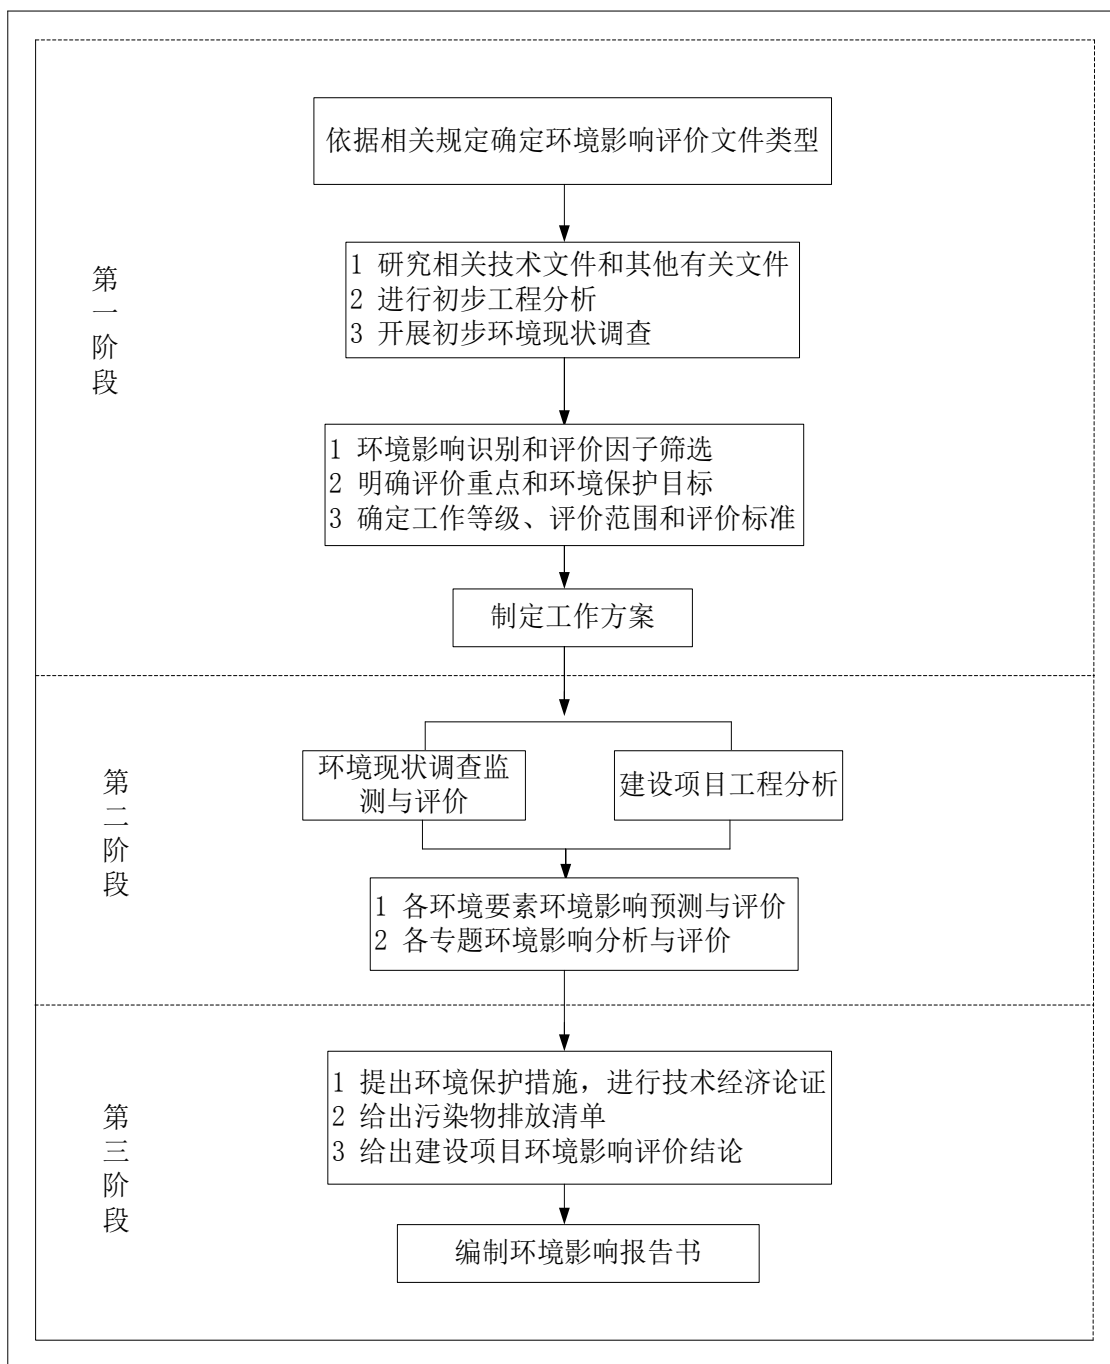 依据相关规定确定环境影响评价文件类型
第一阶段
1 研究相关技术文件和其他有关文件
2 进行初步工程分析
3 开展初步环境现状调查
1 环境影响识别和评价因子筛选
2 明确评价重点和环境保护目标
3 确定工作等级、评价范围和评价标准
制定工作方案
第二阶段
环境现状调查监
测与评价
建设项目工程分析
1 各环境要素环境影响预测与评价
2 各专题环境影响分析与评价
第三阶段
1 提出环境保护措施，进行技术经济论证
2 给出污染物排放清单
3 给出建设项目环境影响评价结论
编制环境影响报告书